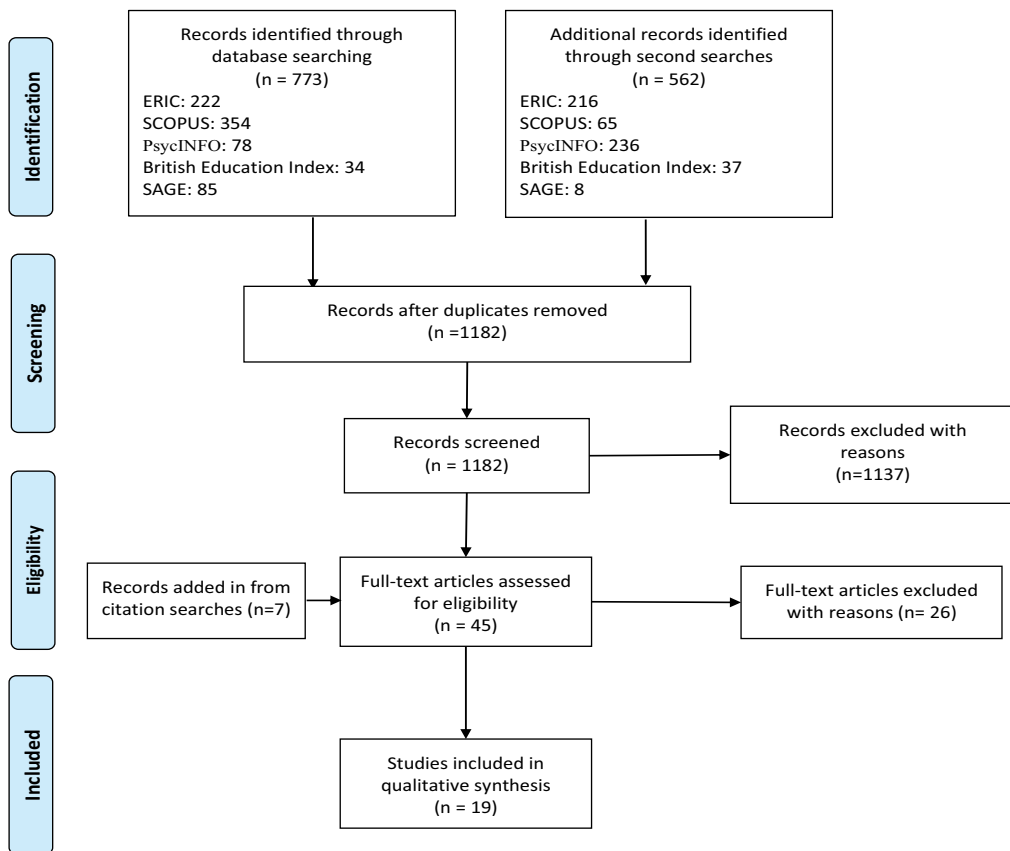 Identification
Records identified through
database searching
(n = 773)
ERIC: 222
SCOPUS: 354
PsycINFO: 78
British Education Index: 34
SAGE: 85
Additional records identified
through second searches
(n = 562)
ERIC: 216
SCOPUS: 65
PsycINFO: 236
British Education Index: 37
SAGE: 8
Screening
Records after duplicates removed
(n =1182)
Records screened
(n = 1182)
Records excluded with
reasons
(n=1137)
Eligibility
Records added in from
citation searches (n=7)
Full-text articles assessed
for eligibility
(n = 45)
Full-text articles excluded
with reasons (n= 26)
Included
Studies included in
qualitative synthesis
(n = 19)